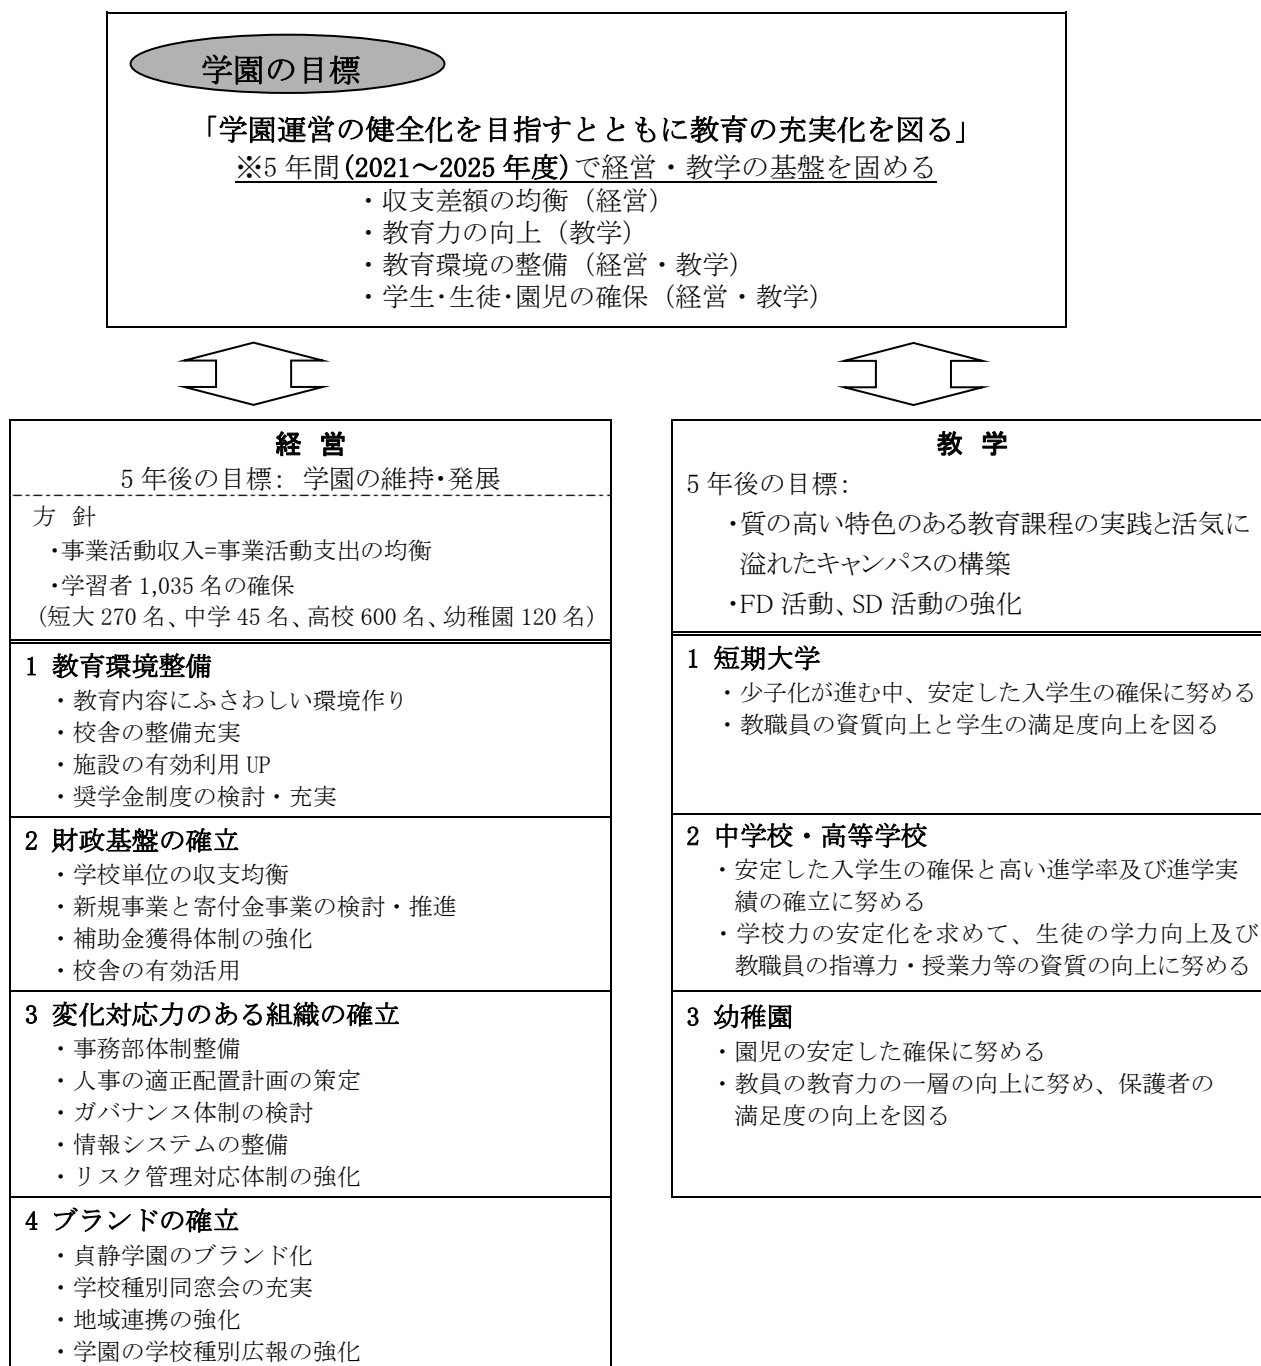 学園の目標
「学園運営の健全化を目指すとともに教育の充実化を図る」
※5年間(2021～2025年度)で経営・教学の基盤を固める
・収支差額の均衡（経営）
・教育力の向上（教学）
・教育環境の整備（経営・教学）
・学生・生徒・園児の確保（経営・教学）
経 営
5年後の目標: 学園の維持・発展
方 針
・事業活動収入=事業活動支出の均衡
・学習者1,035名の確保
（短大270名、中学45名、高校600名、幼稚園120名）
1 教育環境整備
・教育内容にふさわしい環境作り
・校舎の整備充実
・施設の有効利用UP
・奨学金制度の検討・充実
2 財政基盤の確立
・学校単位の収支均衡
・新規事業と寄付金事業の検討・推進
・補助金獲得体制の強化
・校舎の有効活用
3 変化対応力のある組織の確立
・事務部体制整備
・人事の適正配置計画の策定
・ガバナンス体制の検討
・情報システムの整備
・リスク管理対応体制の強化
4 ブランドの確立
・貞静学園のブランド化
・学校種別同窓会の充実
・地域連携の強化
・学園の学校種別広報の強化
教 学
5年後の目標:
・質の高い特色のある教育課程の実践と活気に
溢れたキャンパスの構築
・FD活動、SD活動の強化
1 短期大学
・少子化が進む中、安定した入学生の確保に努める
・教職員の資質向上と学生の満足度向上を図る
2 中学校・高等学校
・安定した入学生の確保と高い進学率及び進学実
績の確立に努める
・学校力の安定化を求めて、生徒の学力向上及び
教職員の指導力・授業力等の資質の向上に努める
3 幼稚園
・園児の安定した確保に努める
・教員の教育力の一層の向上に努め、保護者の
満足度の向上を図る